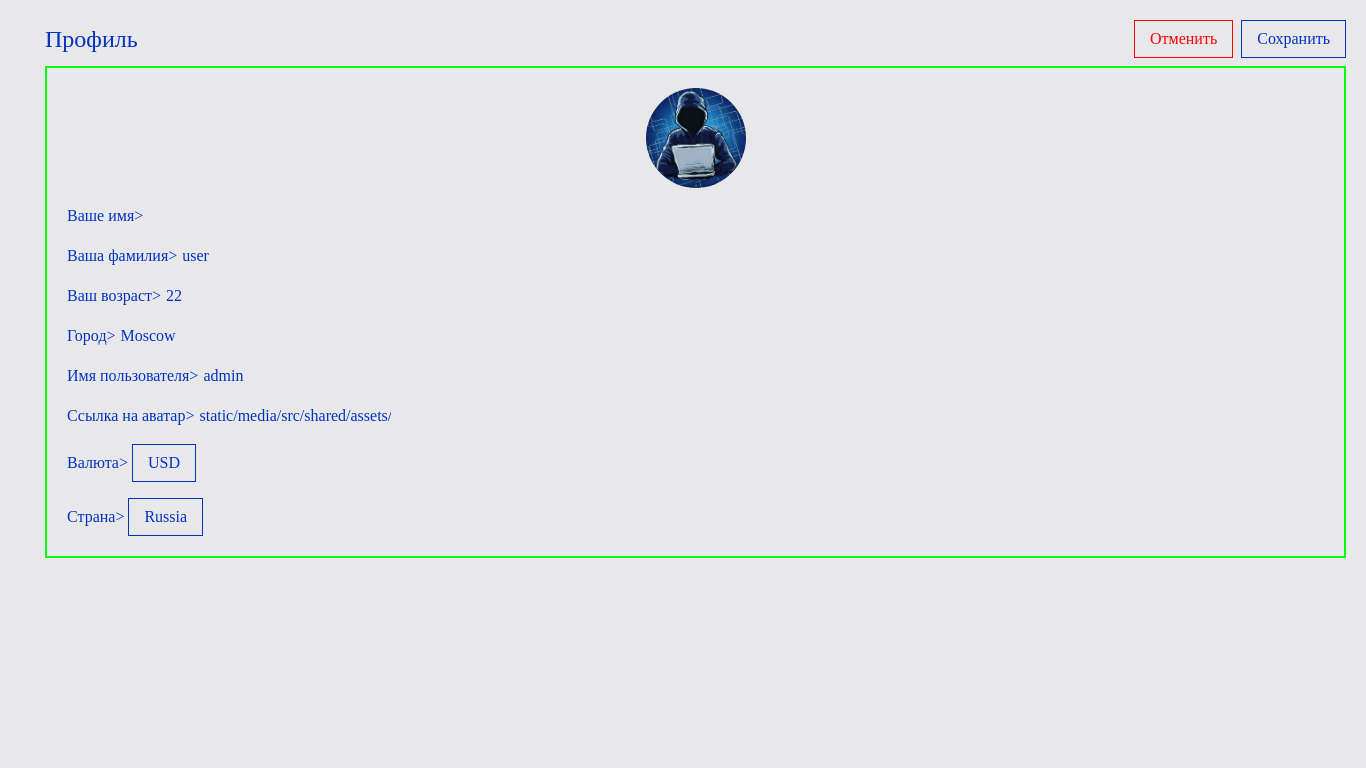 Профиль
Отменить
Сохранить
Ваше имя>
Ваша фамилия> user
Ваш возраст> 22
Город> Moscow
Имя пользователя> admin
Ссылка на аватар> static/media/src/shared/assets/
Валюта> USD
Страна> Russia